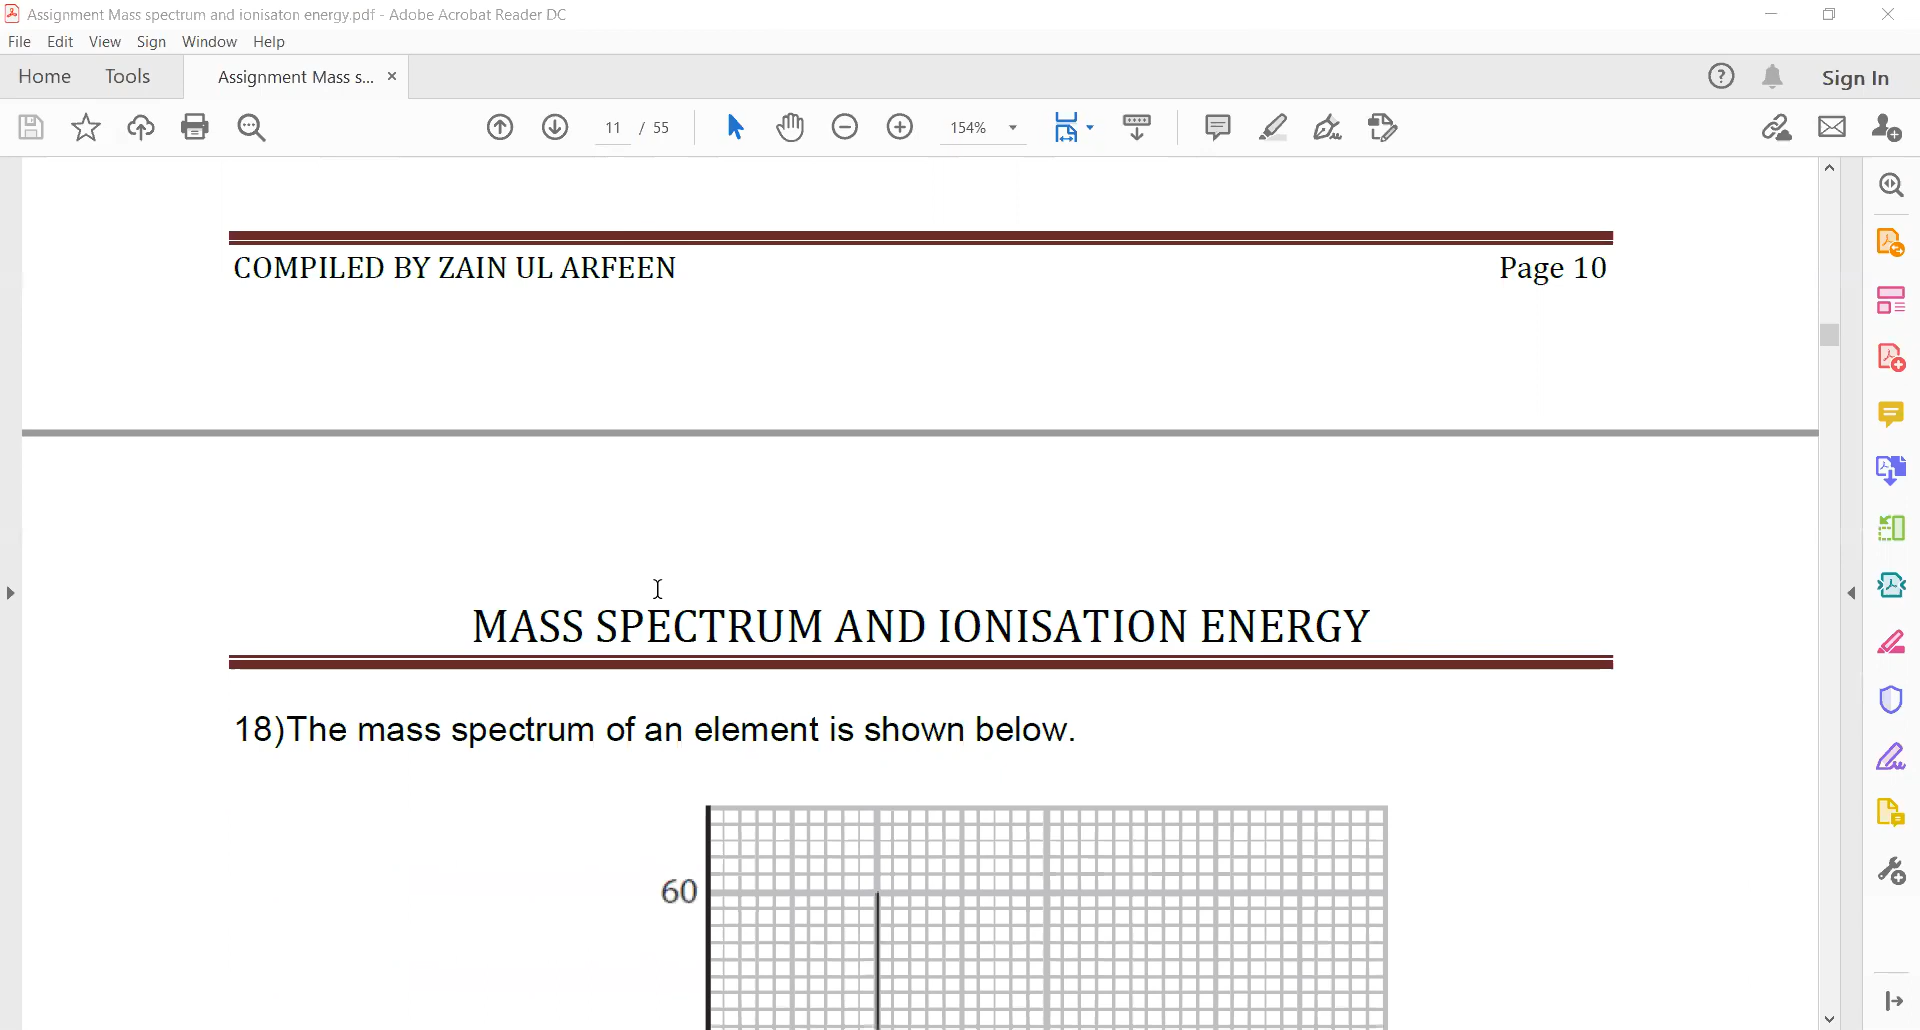 Assignment Mass spectrum and ionisaton energy.pdf - Adobe Acrobat Reader DC
File Edit View Sign Window Help
Home Tools Assignment Mass s... × Sign In
11 / 55 154%
COMPILED BY ZAIN UL ARFEEN Page 10
MASS SPECTRUM AND IONISATION ENERGY
18)The mass spectrum of an element is shown below.
60